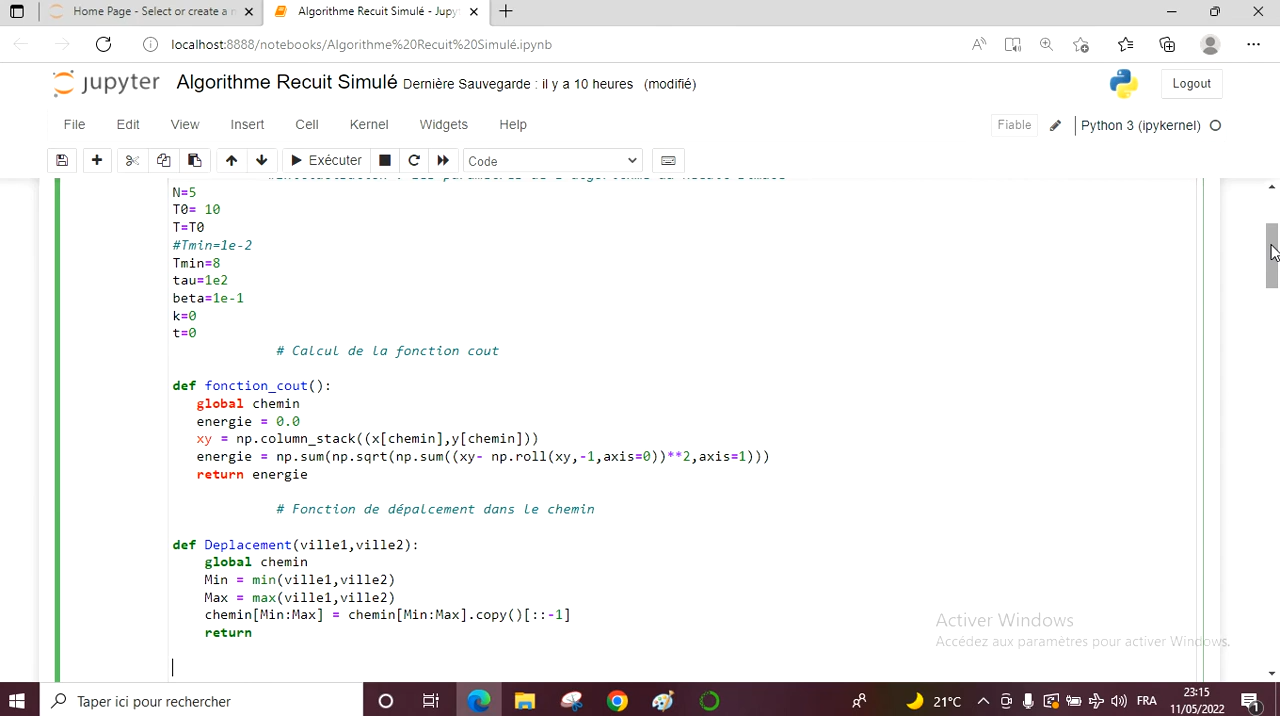 Home Page - Select or create a n
Algorithme Recuit Simulé - Jupy
localhost:8888/notebooks/Algorithme%20Recuit%20Simulé.ipynb
jupyter Algorithme Recuit Simulé Dernière Sauvegarde : il y a 10 heures (modifié)
Logout
File Edit View Insert Cell Kernel Widgets Help
Fiable Python 3 (ipykernel)
Exécuter Code
N=5
T0= 10
T=T0
#Tmin=1e-2
Tmin=8
tau=1e2
beta=1e-1
k=0
t=0
# Calcul de la fonction cout
def fonction_cout():
global chemin
energie = 0.0
xy = np.column_stack((x[chemin],y[chemin]))
energie = np.sum(np.sqrt(np.sum((xy- np.roll(xy,-1,axis=0))**2,axis=1)))
return energie
# Fonction de dépalcement dans le chemin
def Deplacement(ville1,ville2):
global chemin
Min = min(ville1,ville2)
Max = max(ville1,ville2)
chemin[Min:Max] = chemin[Min:Max].copy()[::-1]
return
Activer Windows
Accédez aux paramètres pour activer Windows.
Taper ici pour rechercher
21°C
FRA
23:15
11/05/2022
1